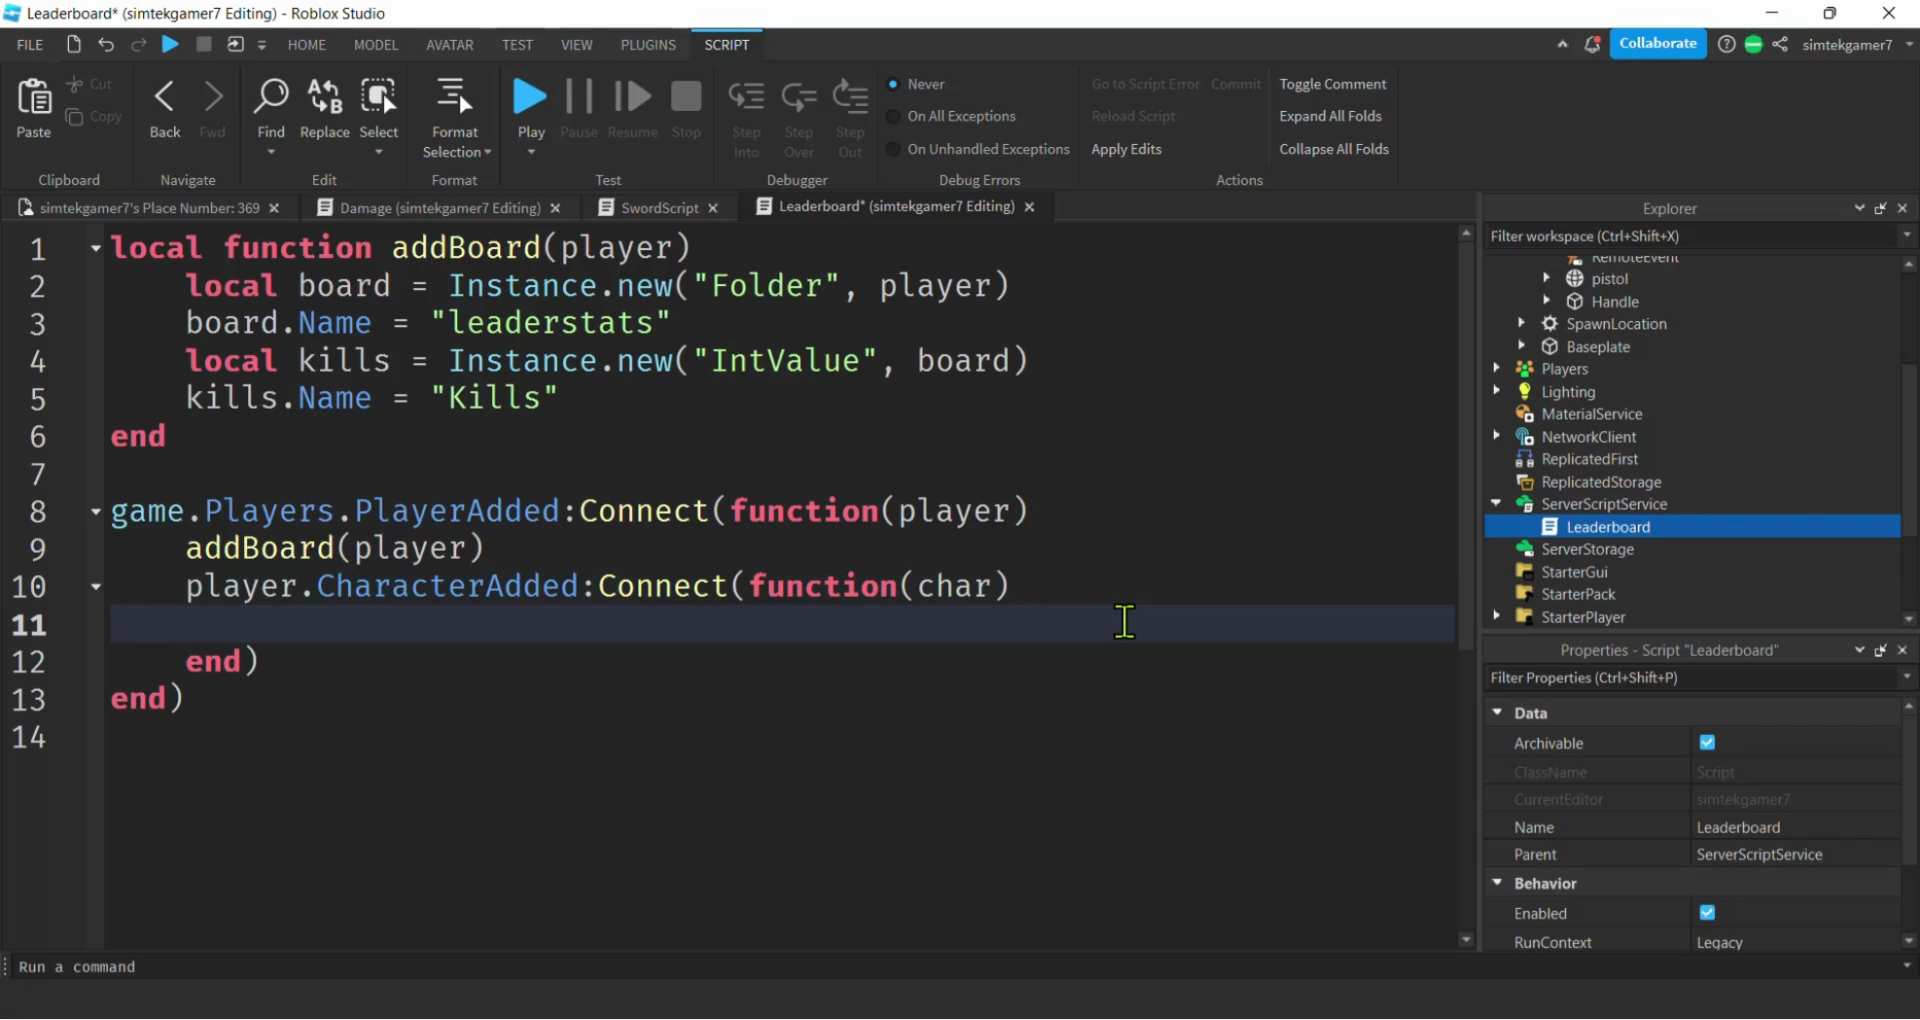 Leaderboard* (simtekgamer7 Editing) - Roblox Studio
FILE HOME MODEL AVATAR TEST VIEW PLUGINS SCRIPT Collaborate simtekgamer7
Paste Cut Copy Back Fwd Find Replace Select Format Selection Play Pause Resume Stop Step Into Step Over Step Out
Never
On All Exceptions
On Unhandled Exceptions
Go to Script Error Commit
Reload Script
Apply Edits
Toggle Comment
Expand All Folds
Collapse All Folds
Clipboard Navigate Edit Format Test Debugger Debug Errors Actions
simtekgamer7's Place Number: 369 Damage (simtekgamer7 Editing) SwordScript Leaderboard* (simtekgamer7 Editing)
1 local function addBoard(player)
2 local board = Instance.new("Folder", player)
3 board.Name = "leaderstats"
4 local kills = Instance.new("IntValue", board)
5 kills.Name = "Kills"
6 end
7
8 game.Players.PlayerAdded:Connect(function(player)
9 addBoard(player)
10 player.CharacterAdded:Connect(function(char)
11
12 end)
13 end)
14
Explorer
Filter workspace (Ctrl+Shift+X)
RemoteEvent
pistol
Handle
SpawnLocation
Baseplate
Players
Lighting
MaterialService
NetworkClient
ReplicatedFirst
ReplicatedStorage
ServerScriptService
Leaderboard
ServerStorage
StarterGui
StarterPack
StarterPlayer
Properties - Script "Leaderboard"
Filter Properties (Ctrl+Shift+P)
Data
Archivable
ClassName Script
CurrentEditor simtekgamer7
Name Leaderboard
Parent ServerScriptService
Behavior
Enabled
RunContext Legacy
Run a command